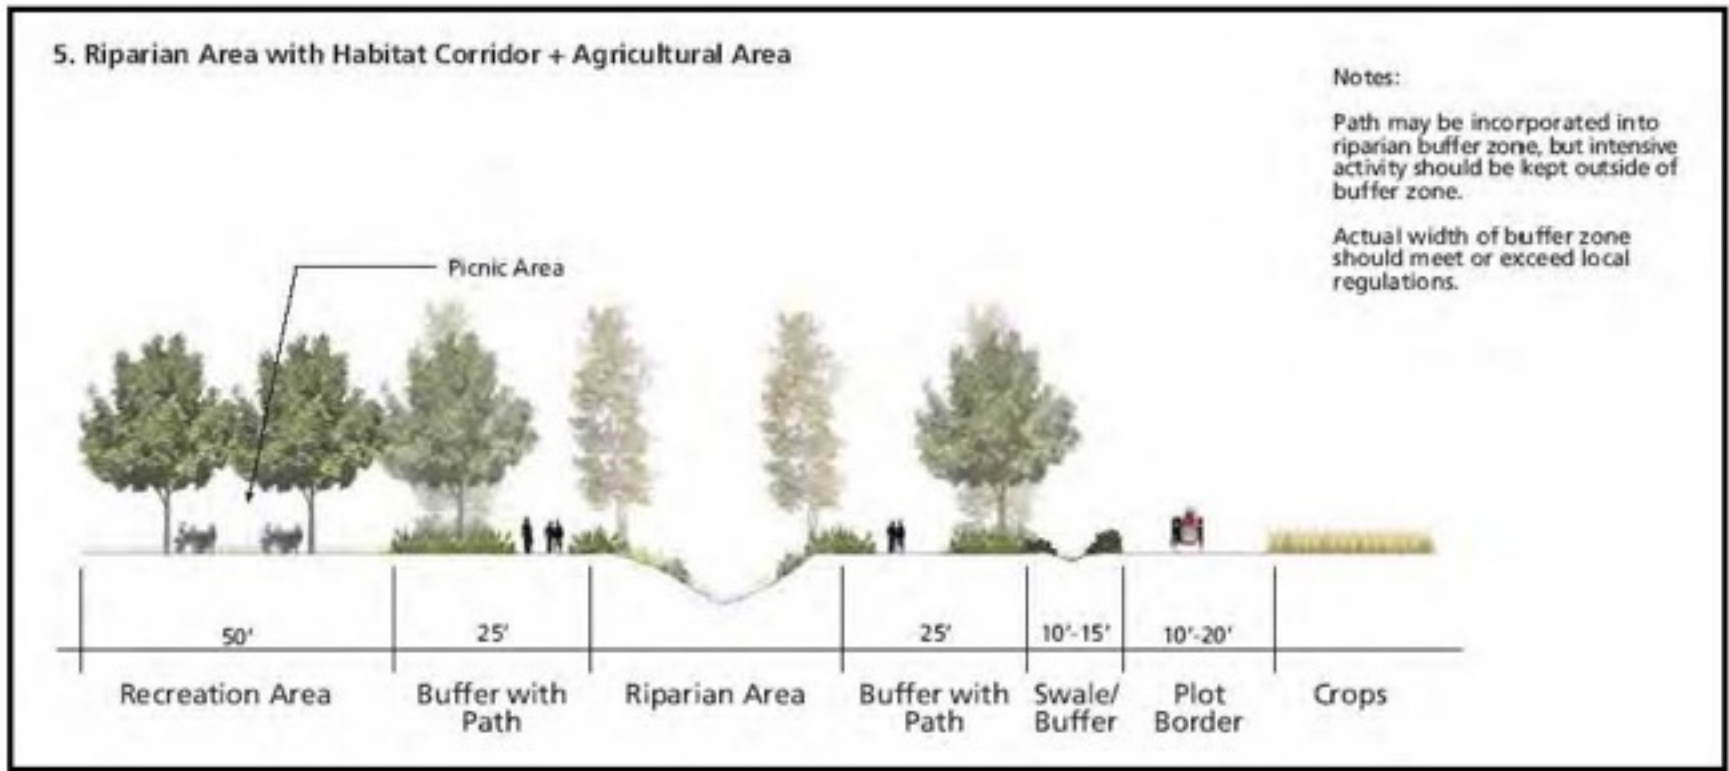 5. Riparian Area with Habitat Corridor + Agricultural Area
Notes:
Path may be incorporated into
riparian buffer zone, but intensive
activity should be kept outside of
buffer zone.
Actual width of buffer zone
should meet or exceed local
regulations.
Picnic Area
50'
25'
25'
10'-15'
10'-20'
Recreation Area
Buffer with
Path
Riparian Area
Buffer with
Path
Swale/
Buffer
Plot
Border
Crops